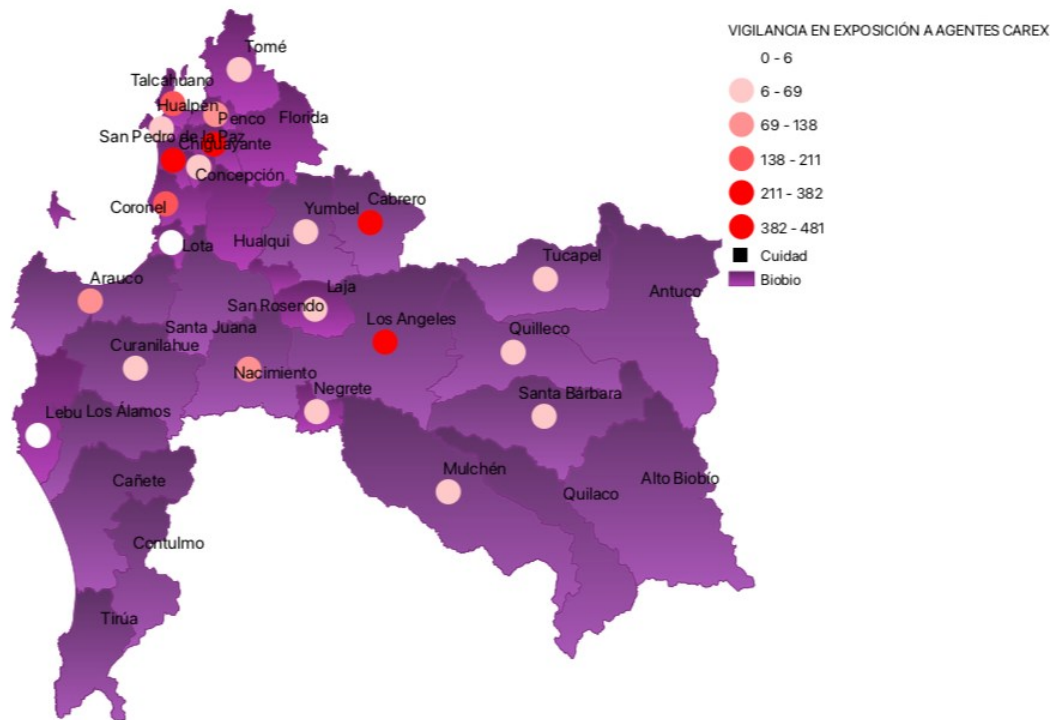 VIGILANCIA EN EXPOSICIÓN A AGENTES CAREX
0 - 6
6 - 69
69 - 138
138 - 211
211 - 382
382 - 481
Cuidad
Biobio
Tomé
Talcahuano
Hualpén
Penco
Florida
San Pedro de la Paz
Chiguayante
Concepción
Coronel
Yumbel
Cabrero
Hualqui
Lota
Tucapel
Arauco
Laja
Antuco
San Rosendo
Santa Juana
Los Angeles
Quilleco
Curanilahue
Nacimiento
Negrete
Santa Bárbara
Lebu
Los Álamos
Mulchén
Cañete
Alto Biobío
Quilaco
Contulmo
Tirúa